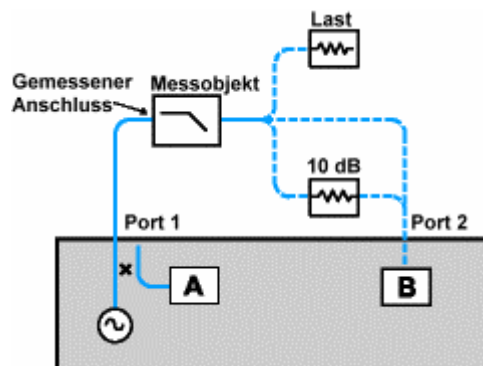 Last
Gemessener
Anschluss
Messobjekt
10 dB
Port 1
Port 2
A
B